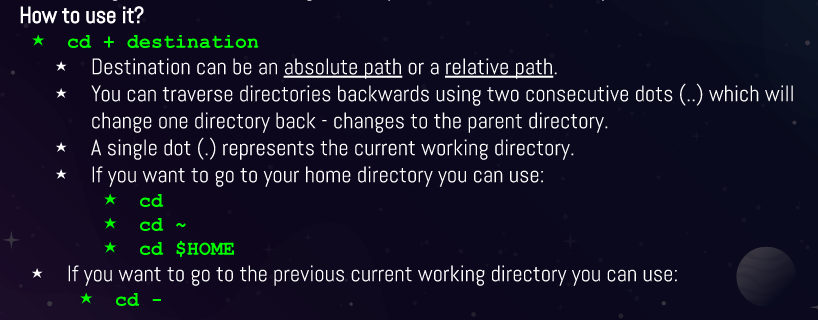 How to use it?
cd + destination
Destination can be an absolute path or a relative path.
You can traverse directories backwards using two consecutive dots (..) which will
change one directory back - changes to the parent directory.
A single dot (.) represents the current working directory.
If you want to go to your home directory you can use:
cd
cd ~
cd $HOME
If you want to go to the previous current working directory you can use:
cd -